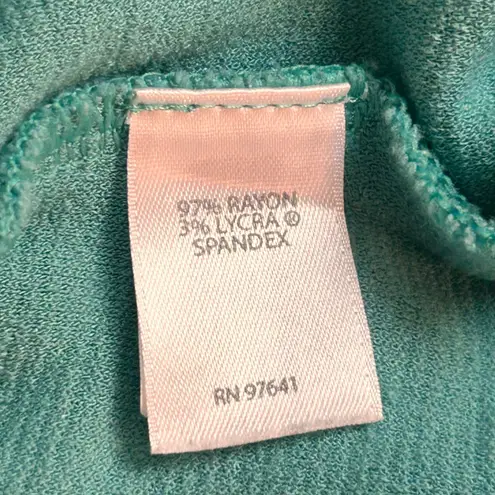 97% RAYON
3% LYCRA ®
SPANDEX
RN 97641